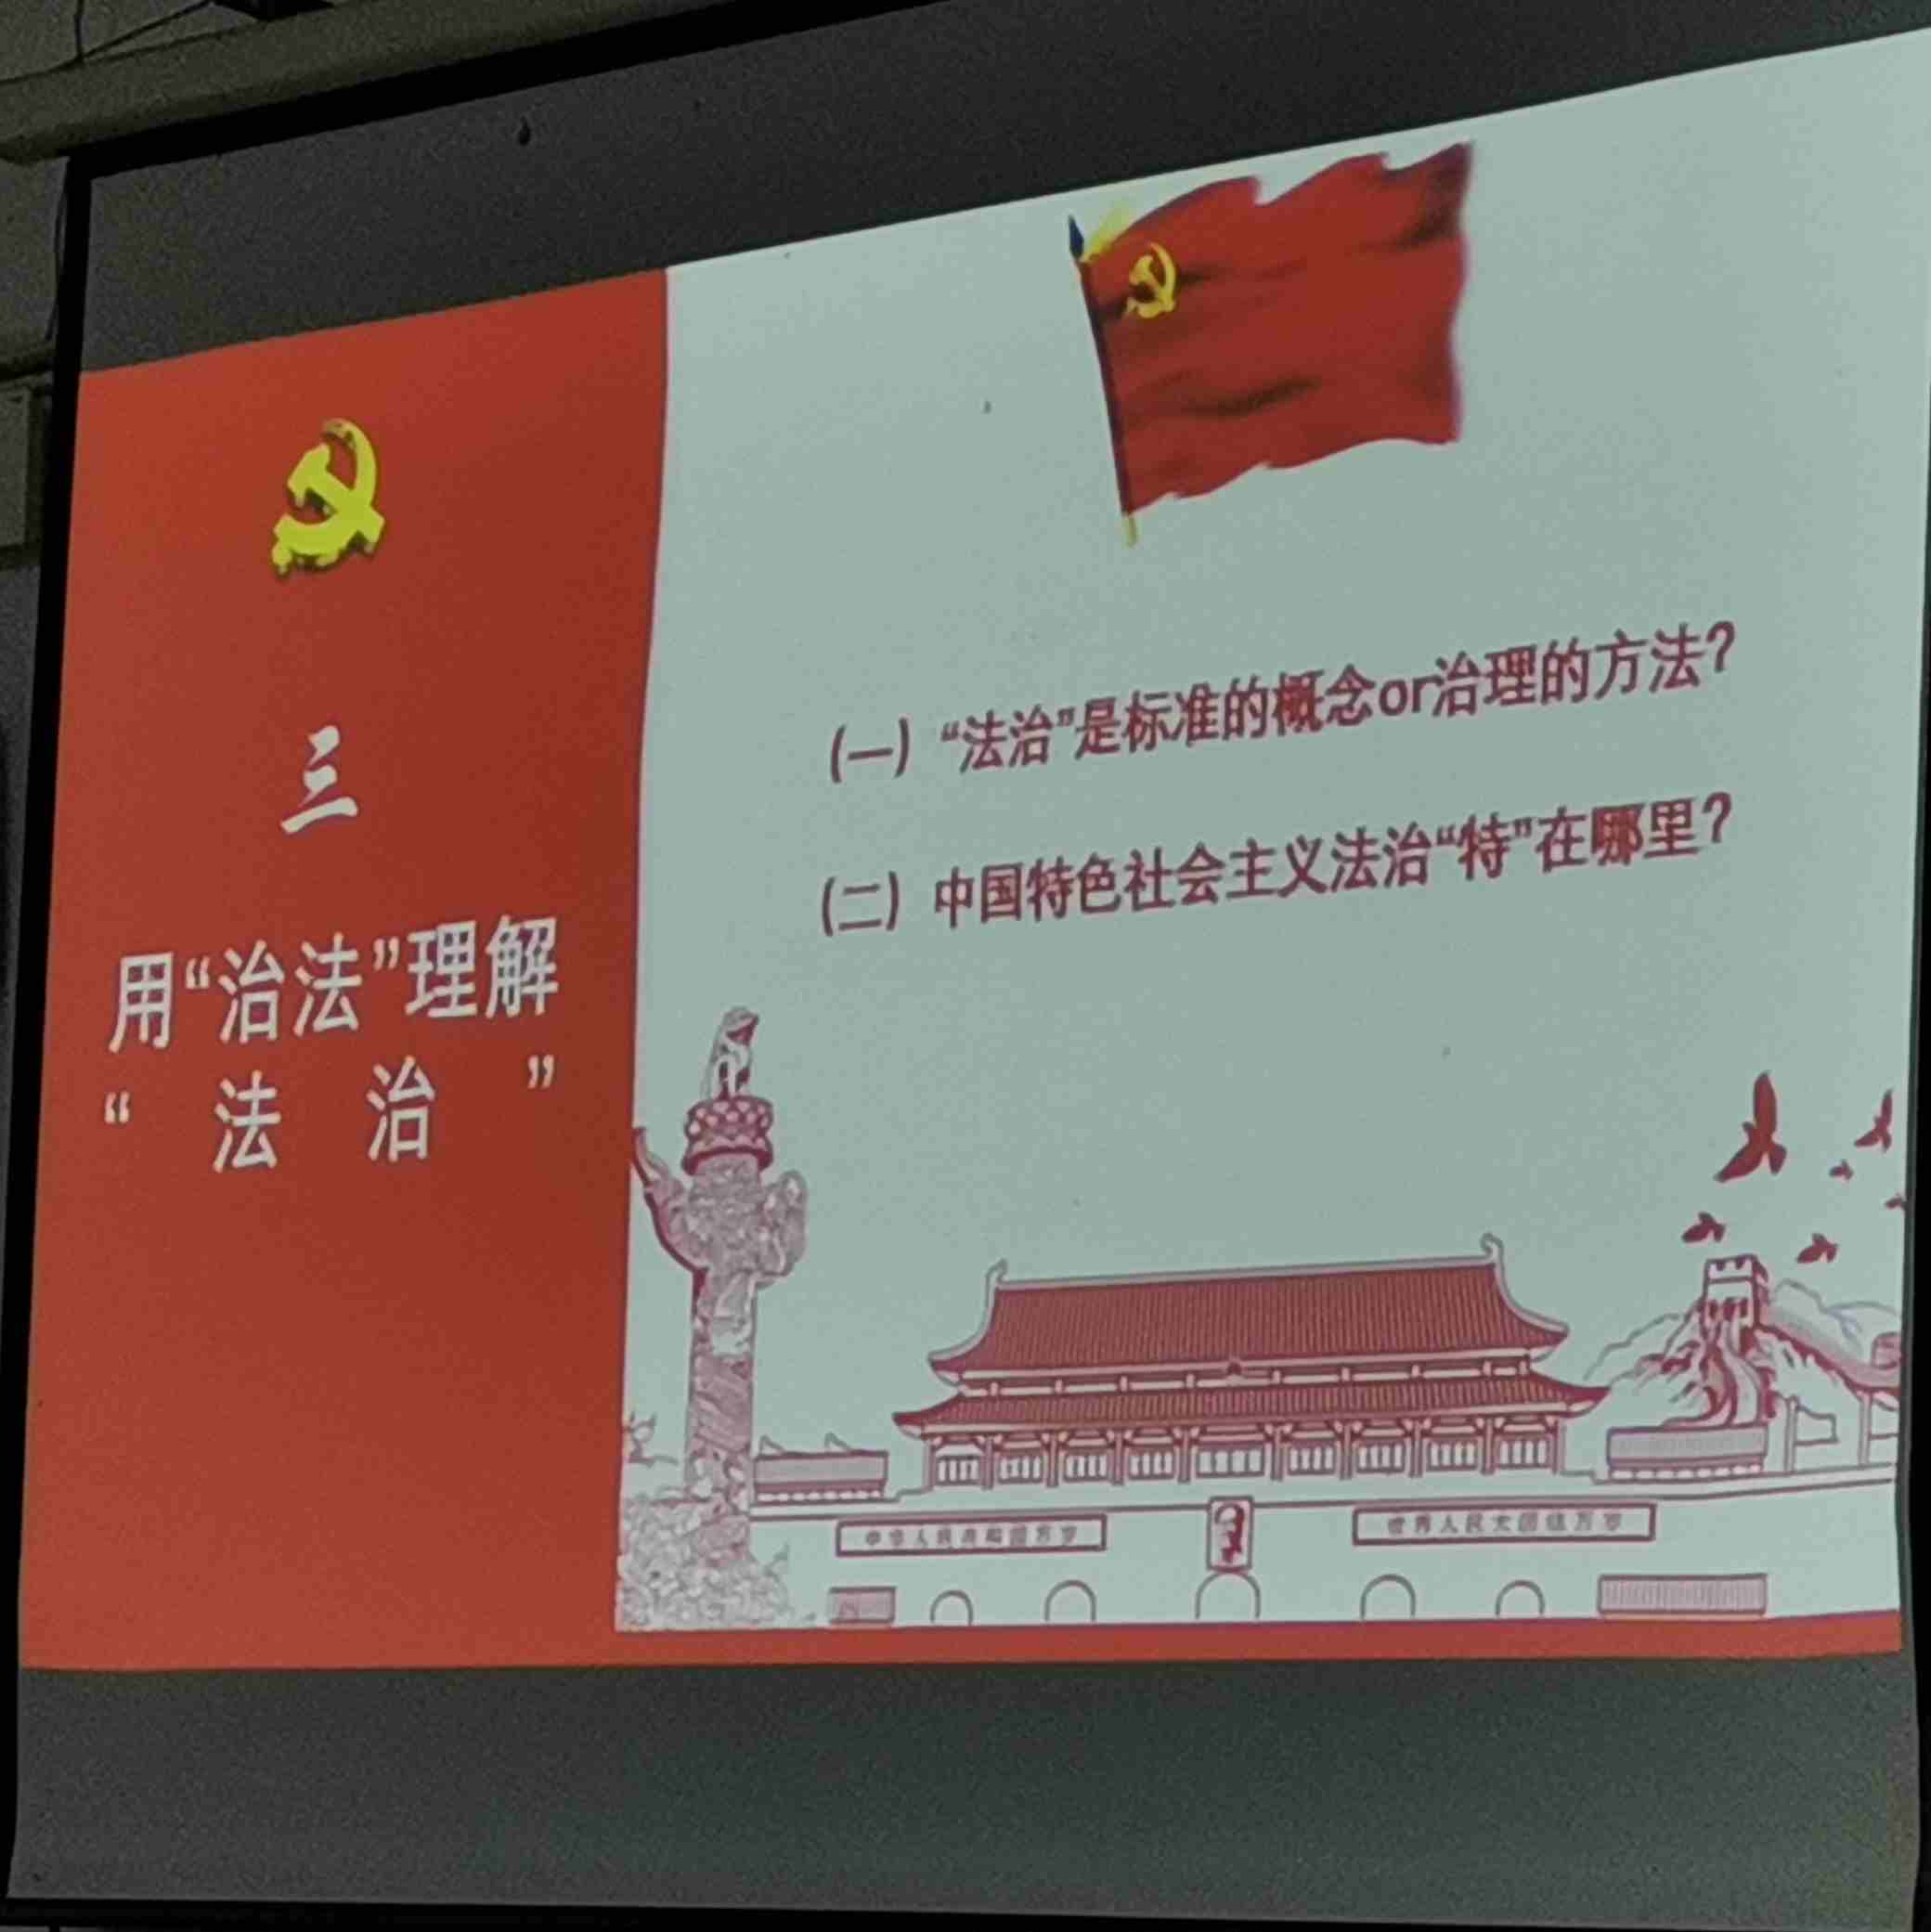 三
用“治法”理解
“法治”
(一)“法治”是标准的概念or治理的方法?
(二)中国特色社会主义法治“特”在哪里?
中华人民共和国万岁
世界人民大团结万岁